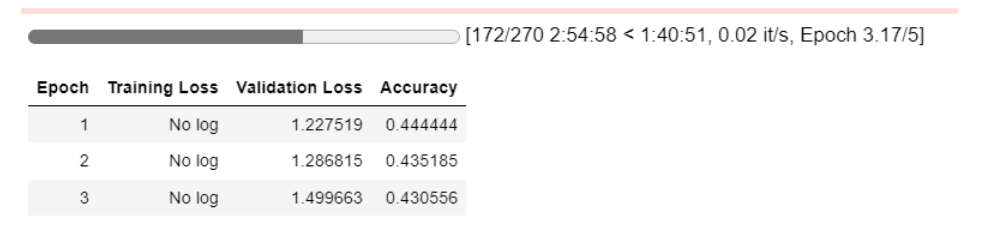 [172/270 2:54:58 < 1:40:51, 0.02 it/s, Epoch 3.17/5]
Epoch Training Loss Validation Loss Accuracy
1 No log 1.227519 0.444444
2 No log 1.286815 0.435185
3 No log 1.499663 0.430556